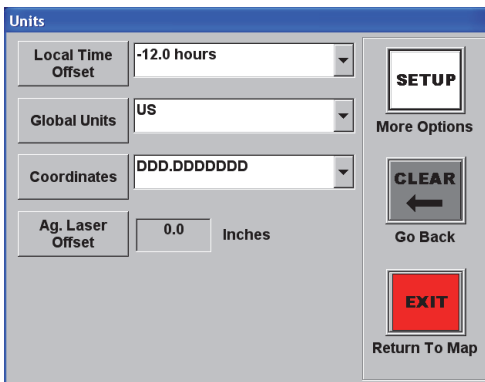 Units
Local Time
Offset
-12.0 hours
Global Units
US
Coordinates
DDD.DDDDDDD
Ag. Laser
Offset
0.0
Inches
SETUP
More Options
CLEAR
Go Back
EXIT
Return To Map